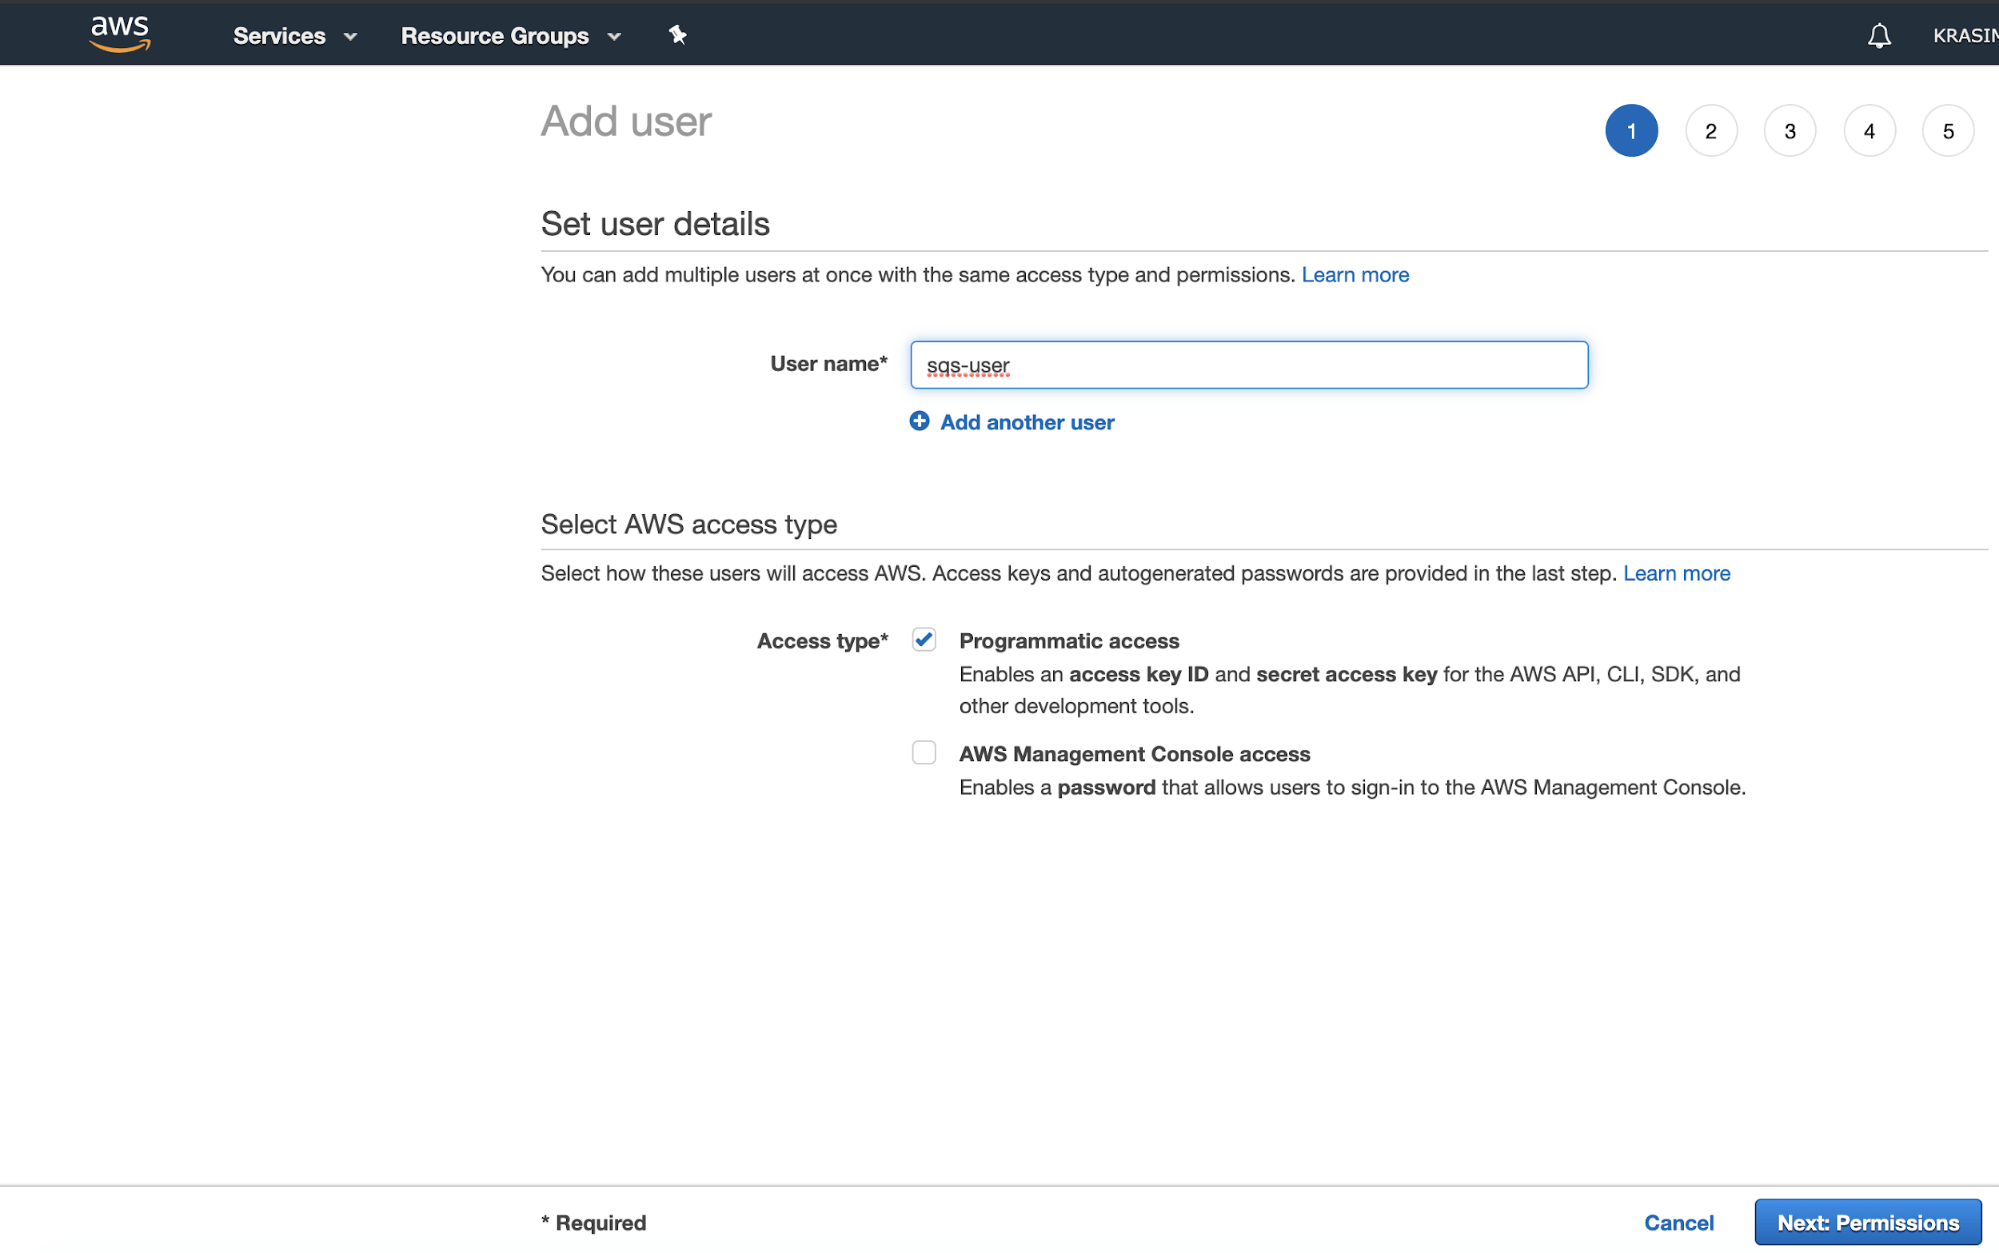 aws Services Resource Groups KRASIN
Add user
1 2 3 4 5
Set user details
You can add multiple users at once with the same access type and permissions. Learn more
User name* sqs-user
Add another user
Select AWS access type
Select how these users will access AWS. Access keys and autogenerated passwords are provided in the last step. Learn more
Access type* Programmatic access
Enables an access key ID and secret access key for the AWS API, CLI, SDK, and
other development tools.
AWS Management Console access
Enables a password that allows users to sign-in to the AWS Management Console.
* Required Cancel Next: Permissions